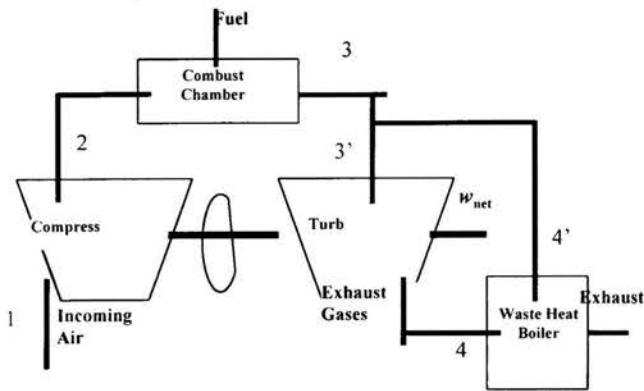 Fuel
3
Combust
Chamber
2
3’
w_net
Compress
Turb
4’
1
Incoming
Air
Exhaust
Gases
4
Waste Heat
Boiler
Exhaust